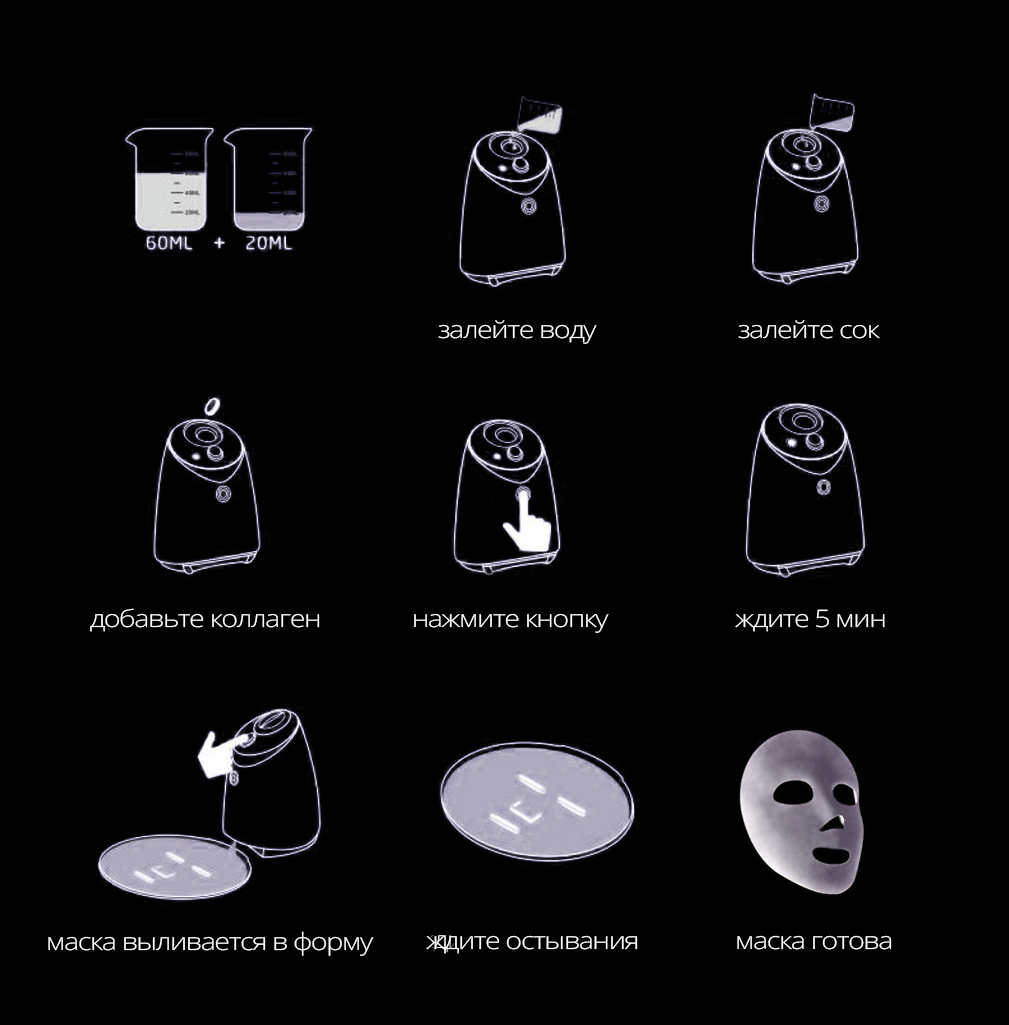 60ML + 20ML
залейте воду
залейте сок
добавьте коллаген
нажмите кнопку
ждите 5 мин
маска выливается в форму
ждите остывания
маска готова